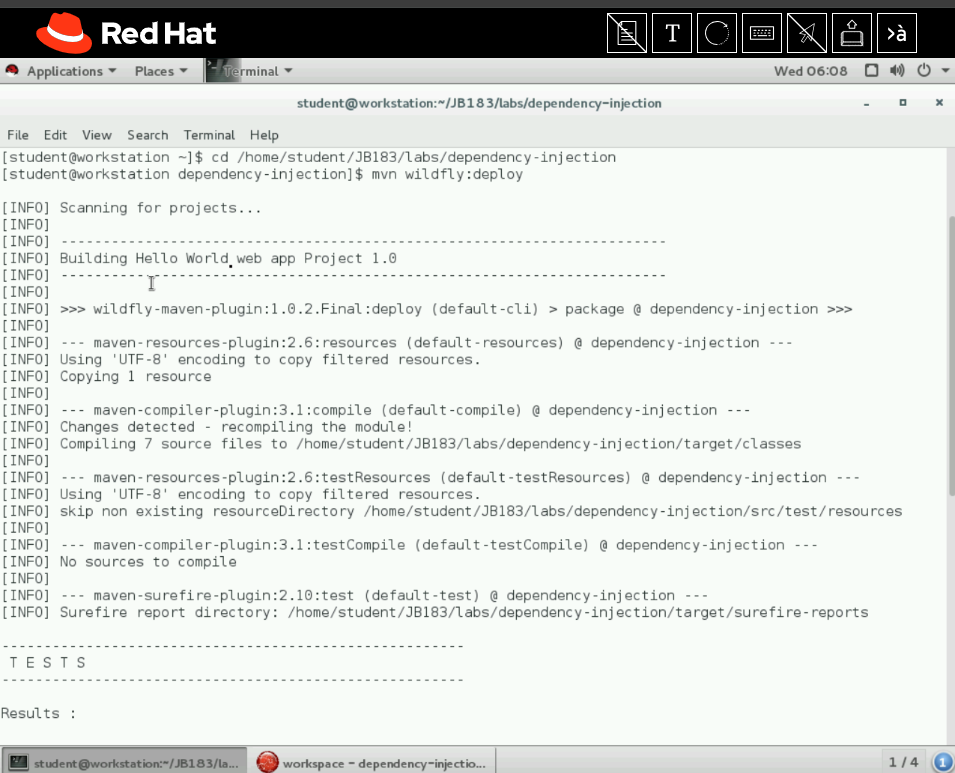 Red Hat
T
>à
Applications Places Terminal Wed 06:08
student@workstation:~/JB183/labs/dependency-injection
File Edit View Search Terminal Help
[student@workstation ~]$ cd /home/student/JB183/labs/dependency-injection
[student@workstation dependency-injection]$ mvn wildfly:deploy
[INFO] Scanning for projects...
[INFO]
[INFO] ------------------------------------------------------------------------
[INFO] Building Hello World web app Project 1.0
[INFO] ------------------------------------------------------------------------
[INFO]
[INFO] >>> wildfly-maven-plugin:1.0.2.Final:deploy (default-cli) > package @ dependency-injection >>>
[INFO]
[INFO] --- maven-resources-plugin:2.6:resources (default-resources) @ dependency-injection ---
[INFO] Using 'UTF-8' encoding to copy filtered resources.
[INFO] Copying 1 resource
[INFO]
[INFO] --- maven-compiler-plugin:3.1:compile (default-compile) @ dependency-injection ---
[INFO] Changes detected - recompiling the module!
[INFO] Compiling 7 source files to /home/student/JB183/labs/dependency-injection/target/classes
[INFO]
[INFO] --- maven-resources-plugin:2.6:testResources (default-testResources) @ dependency-injection ---
[INFO] Using 'UTF-8' encoding to copy filtered resources.
[INFO] skip non existing resourceDirectory /home/student/JB183/labs/dependency-injection/src/test/resources
[INFO]
[INFO] --- maven-compiler-plugin:3.1:testCompile (default-testCompile) @ dependency-injection ---
[INFO] No sources to compile
[INFO]
[INFO] --- maven-surefire-plugin:2.10:test (default-test) @ dependency-injection ---
[INFO] Surefire report directory: /home/student/JB183/labs/dependency-injection/target/surefire-reports
-------------------------------------------------------
T E S T S
-------------------------------------------------------
Results :
student@workstation:~/JB183/la... workspace - dependency-injectio... 1 / 4 1